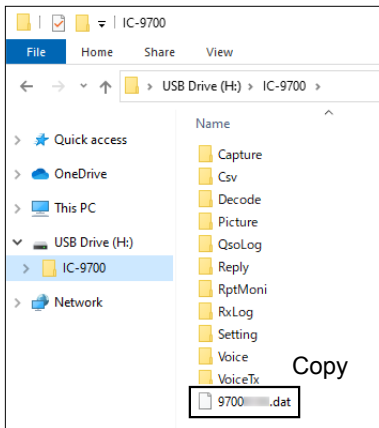 IC-9700
File Home Share View
USB Drive (H:) > IC-9700 >
Name
Quick access
OneDrive
This PC
USB Drive (H:)
IC-9700
Network
Capture
Csv
Decode
Picture
QsoLog
Reply
RptMoni
RxLog
Setting
Voice
VoiceTx
Copy
9700 .dat